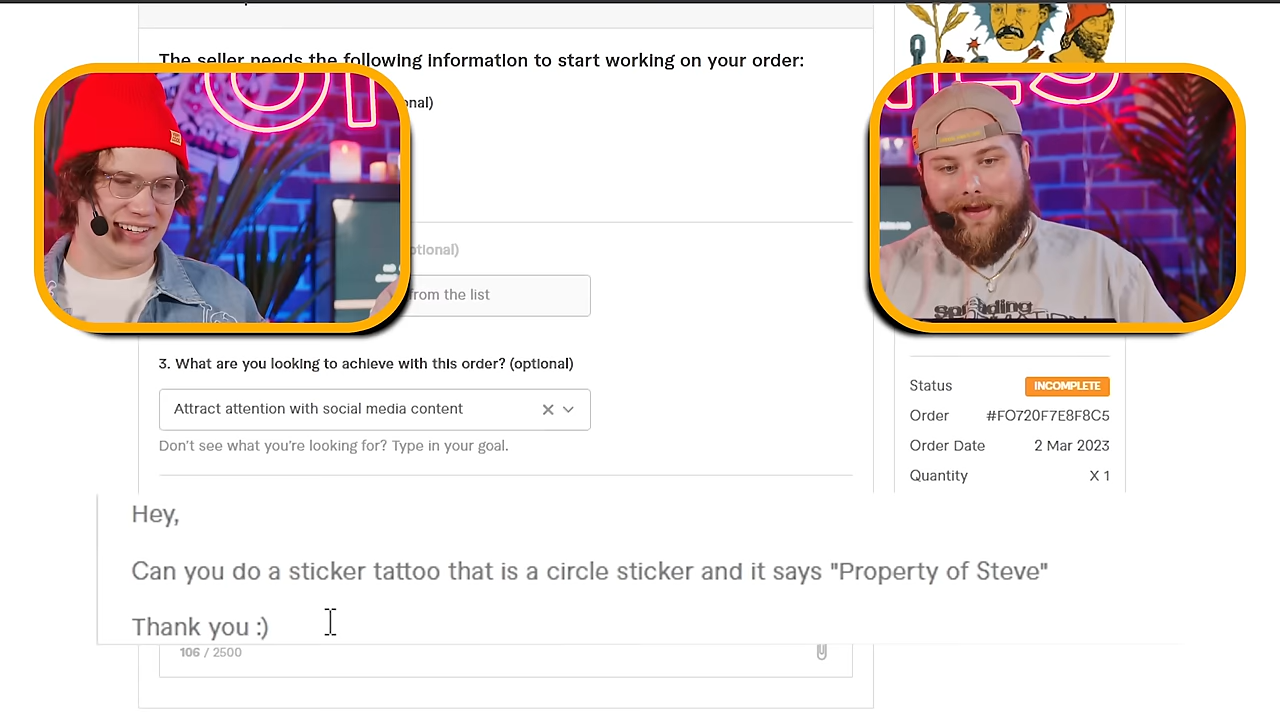 The seller needs the following information to start working on your order:
onal)
optional)
from the list
3. What are you looking to achieve with this order? (optional)
Attract attention with social media content
Don't see what you're looking for? Type in your goal.
Status INCOMPLETE
Order #FO720F7E8F8C5
Order Date 2 Mar 2023
Quantity X 1
Hey,
Can you do a sticker tattoo that is a circle sticker and it says "Property of Steve"
Thank you :)
106 / 2500